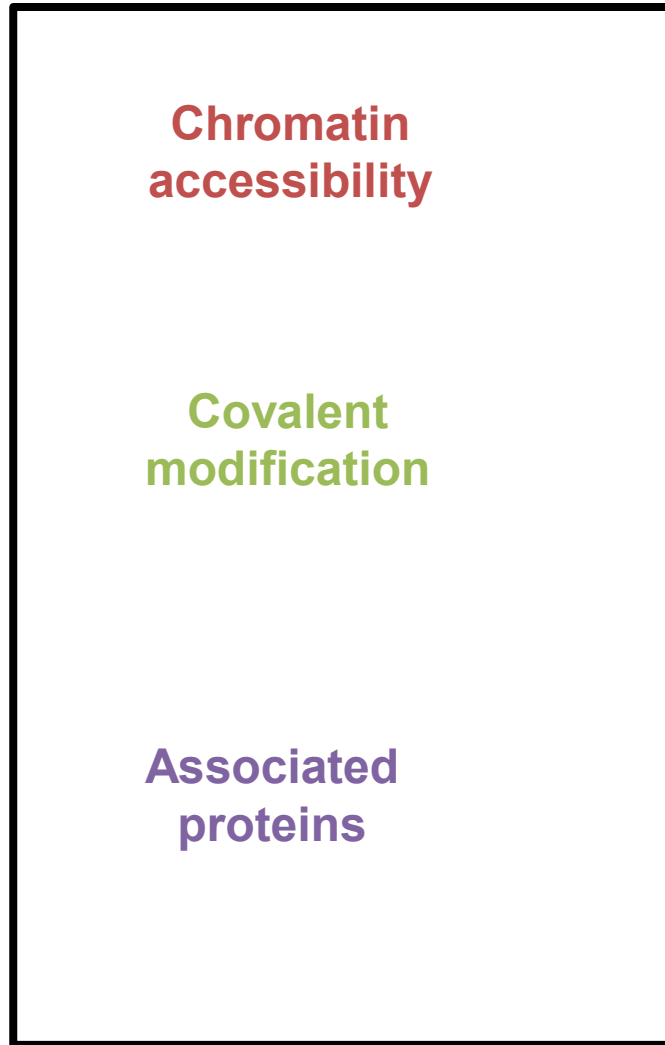 Chromatin
accessibility
Covalent
modification
Associated
proteins